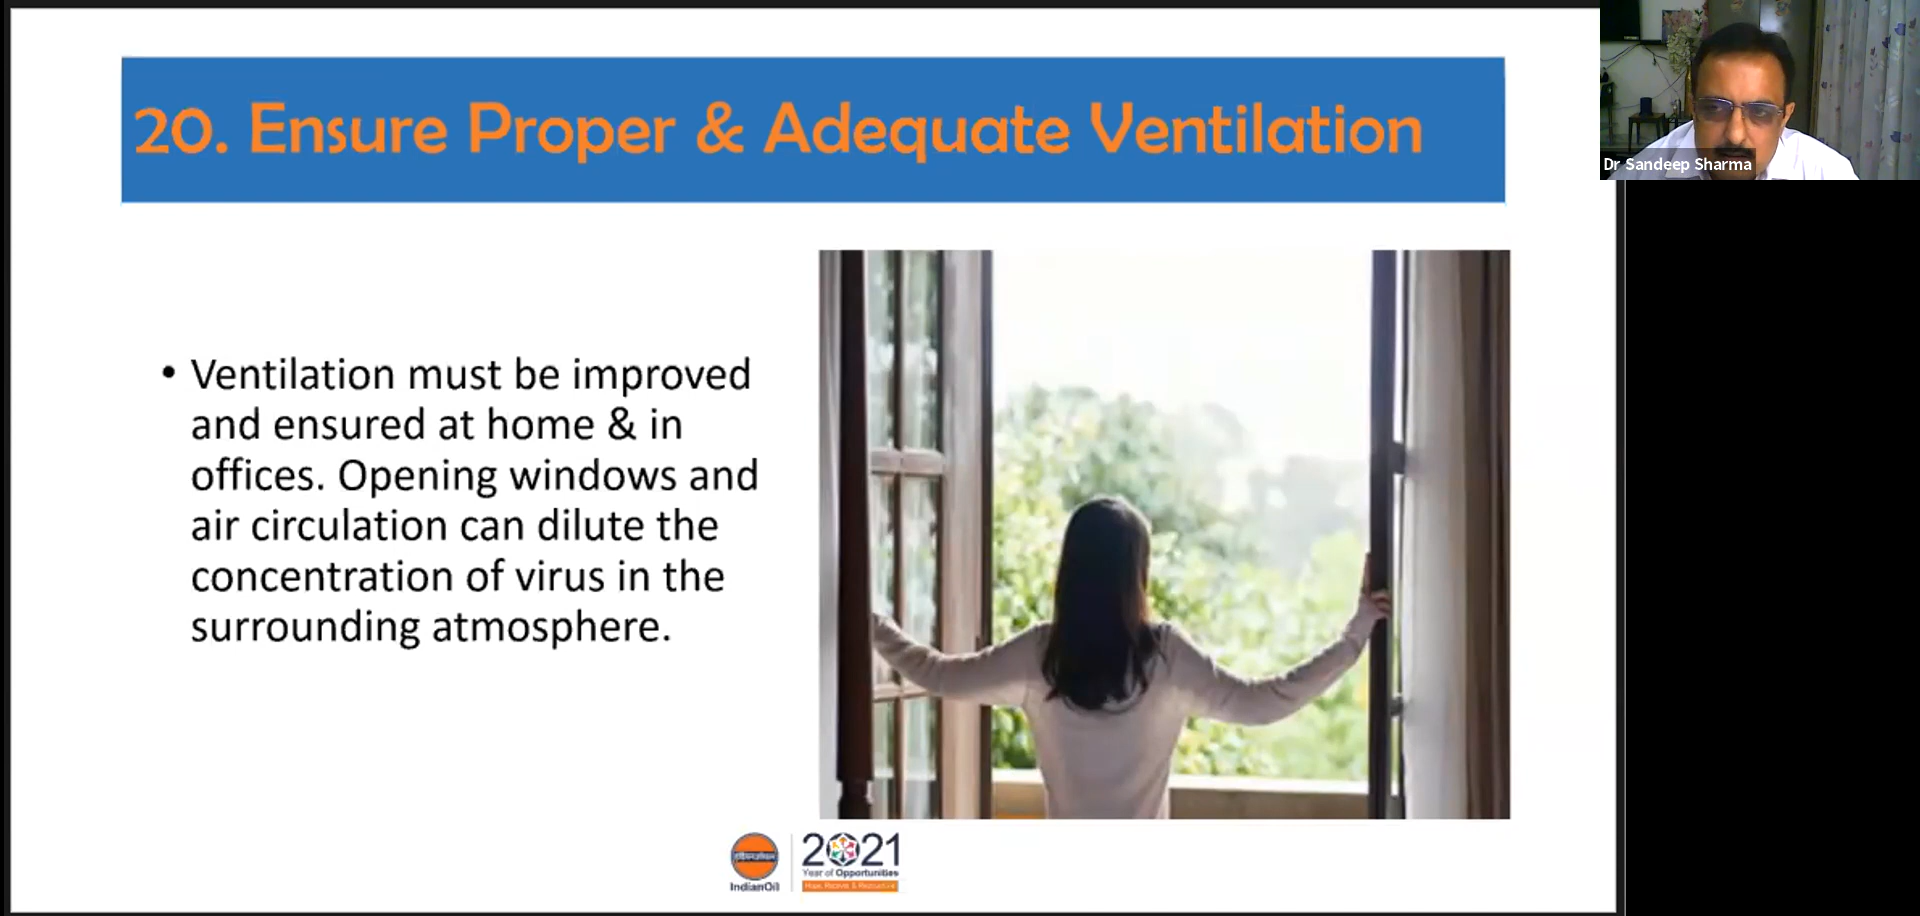 20. Ensure Proper & Adequate Ventilation
Dr Sandeep Sharma
• Ventilation must be improved
and ensured at home & in
offices. Opening windows and
air circulation can dilute the
concentration of virus in the
surrounding atmosphere.
IndianOil
2021
Year of Opportunities